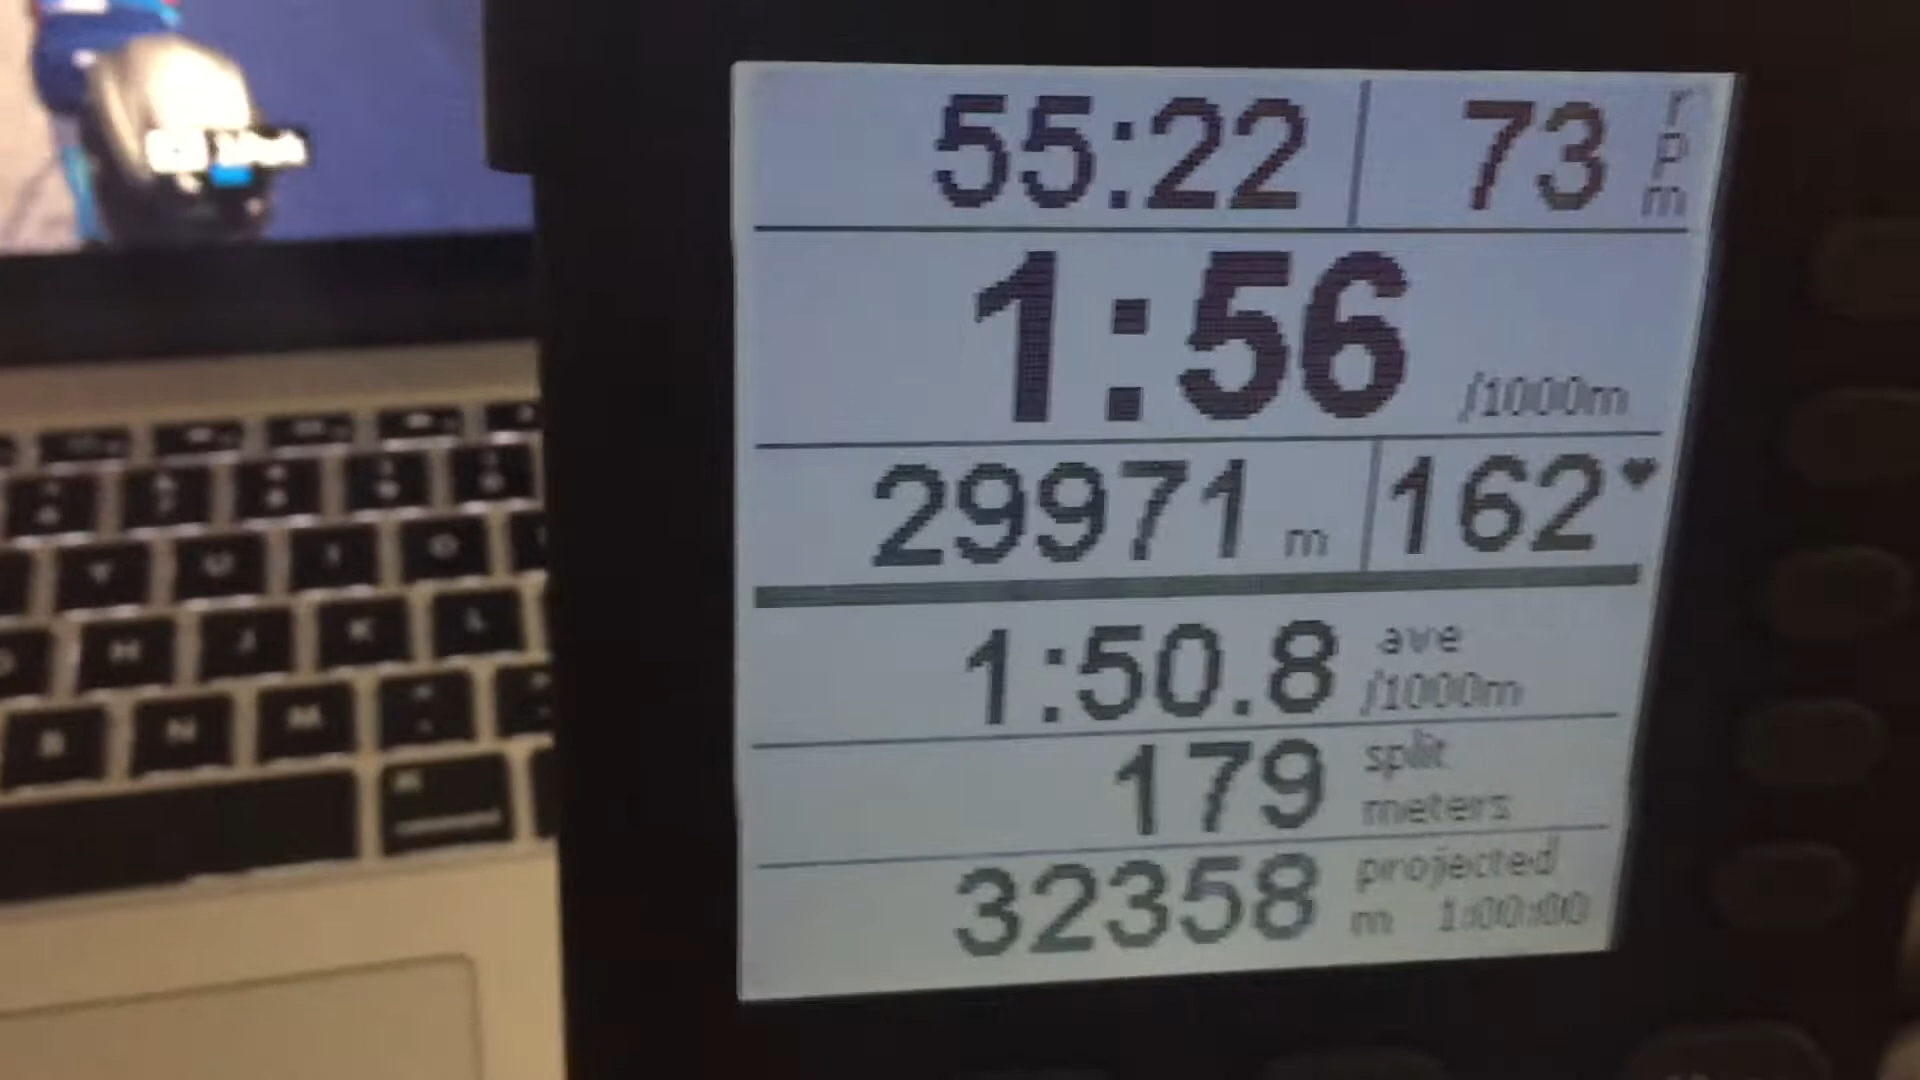 55:22 73 rpm
1:56 /1000m
29971 m 162♥
1:50.8 ave /1000m
179 split meters
32358 projected m 1:00:00
Y U I O
H J K L
B N M